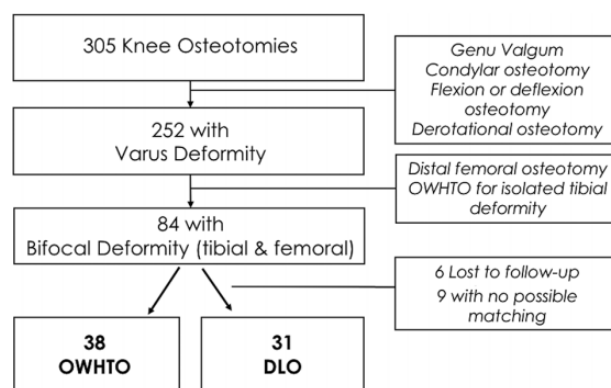 305 Knee Osteotomies
Genu Valgum
Condylar osteotomy
Flexion or deflexion
osteotomy
Derotational osteotomy
252 with
Varus Deformity
Distal femoral osteotomy
OWHTO for isolated tibial
deformity
84 with
Bifocal Deformity (tibial & femoral)
6 Lost to follow-up
9 with no possible
matching
38
OWHTO
31
DLO